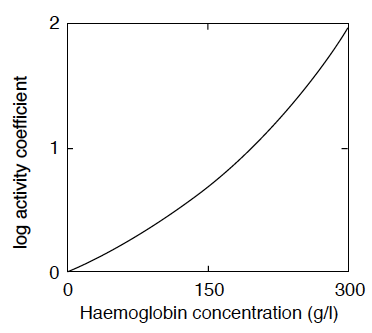 2
log activity coefficient
1
0
0 150 300
Haemoglobin concentration (g/l)